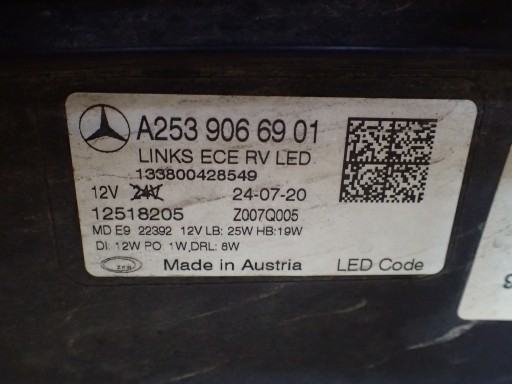 A253 906 69 01
LINKS ECE RV LED
133800428549
12V 24V 24-07-20
12518205 Z007Q005
MD E9 22392 12V LB: 25W HB:19W
DI: 12W PO: 1W,DRL: 8W
ZKW Made in Austria LED Code